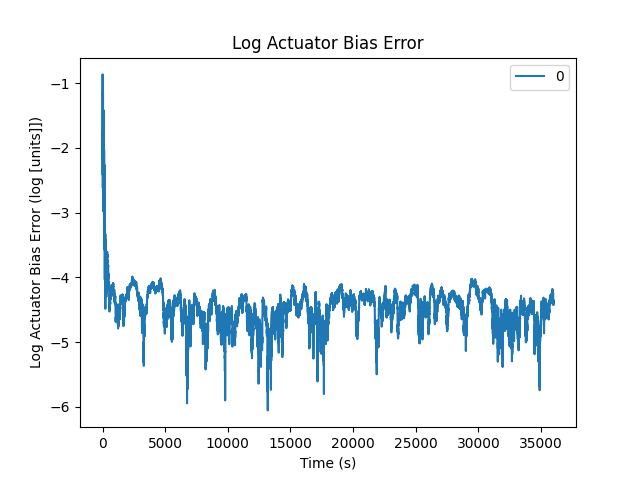 Log Actuator Bias Error
0
Log Actuator Bias Error (log [units]])
−1
−2
−3
−4
−5
−6
0 5000 10000 15000 20000 25000 30000 35000
Time (s)